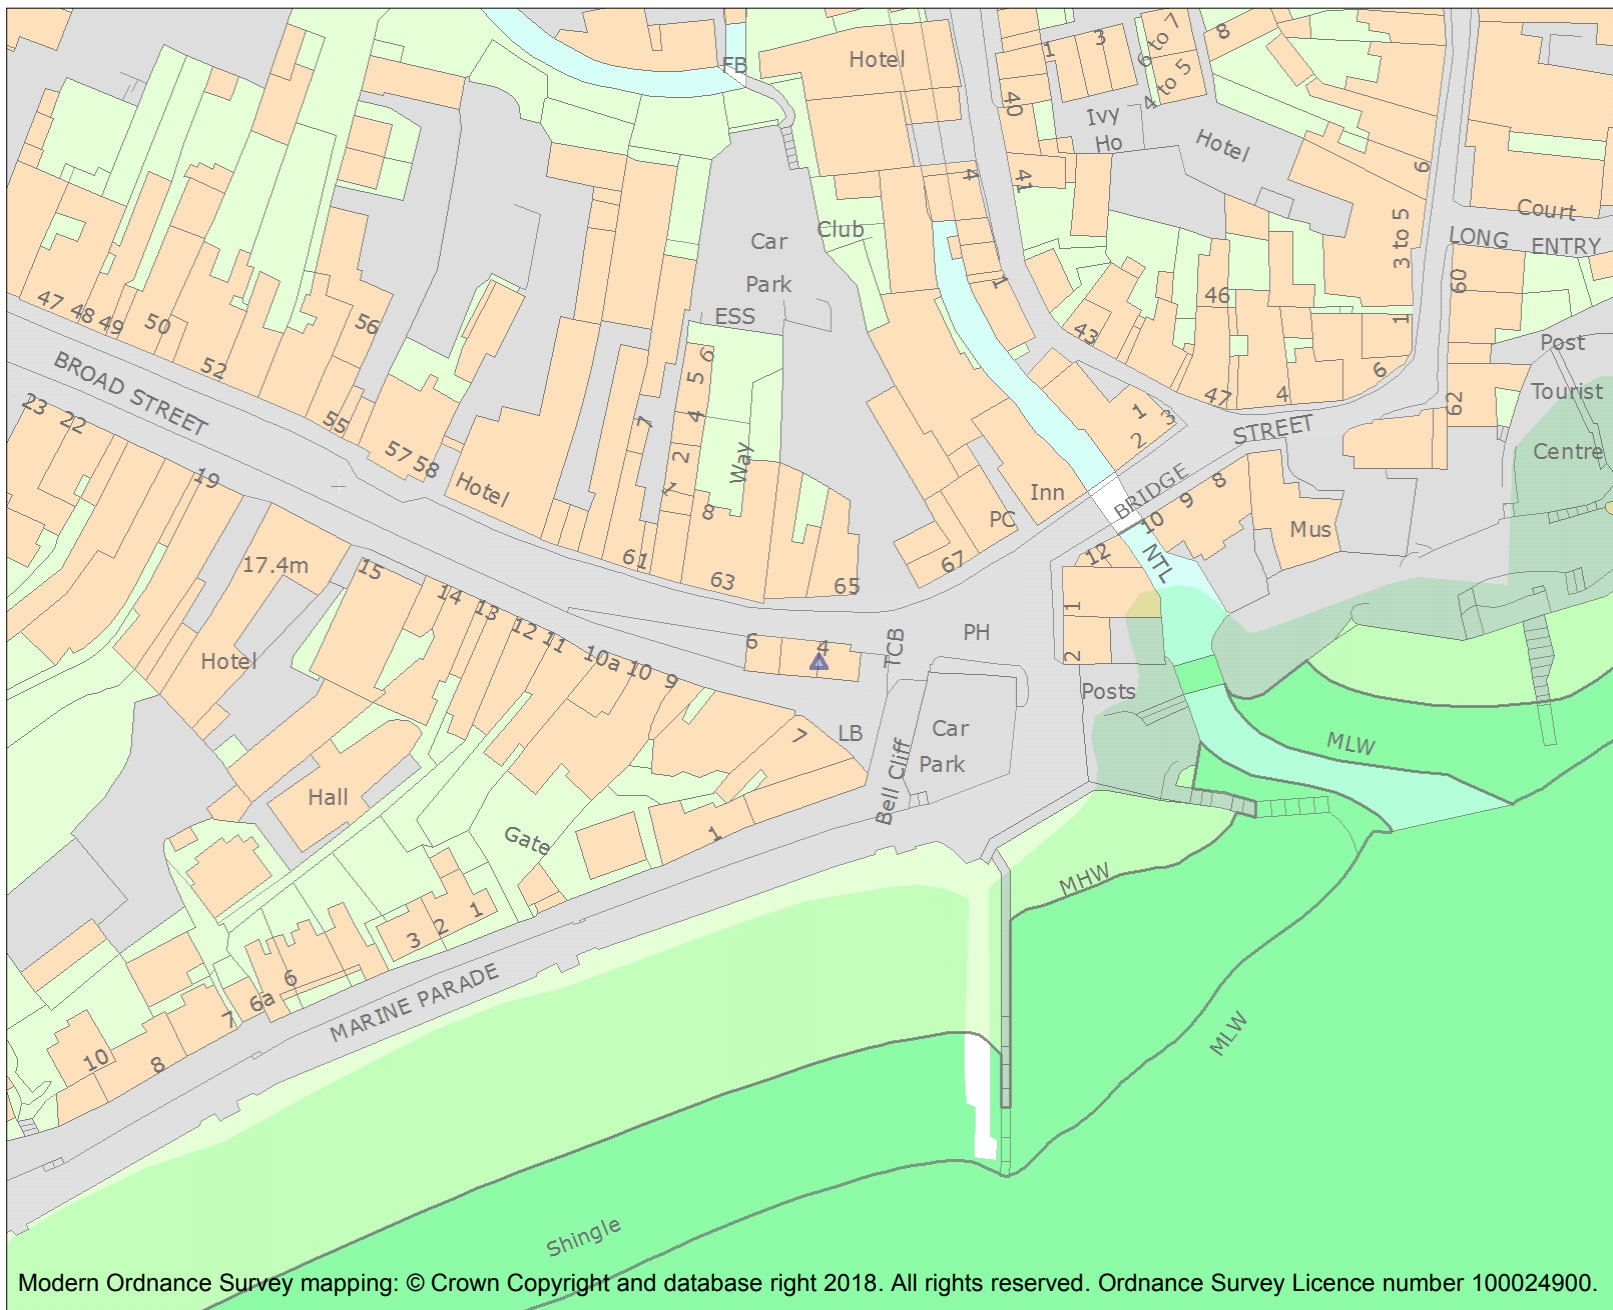 FB
Hotel
1
3
6 to 7
4 to 5
8
40
Ivy
Ho
Hotel
41
4
6
Court
LONG ENTRY
3 to 5
Club
Car
Park
ESS
1
46
43
60
1
Post
6
4
47
62
Tourist
Centre
47
48
49
50
52
56
55
57
58
BROAD STREET
23
22
19
Hotel
7
6
5
4
2
1
8
Way
61
63
65
67
PC
Inn
1
2
3
BRIDGE STREET
8
9
10
12
Mus
NTL
17.4m
15
14
13
12
11
10a
10
9
Hotel
6
4
TCB
PH
1
2
Posts
7
LB
Bell Cliff
Car
Park
MLW
Hall
Gate
1
MHW
3
2
1
6
6a
7
8
10
MARINE PARADE
MLW
Shingle
Modern Ordnance Survey mapping: © Crown Copyright and database right 2018. All rights reserved. Ordnance Survey Licence number 100024900.